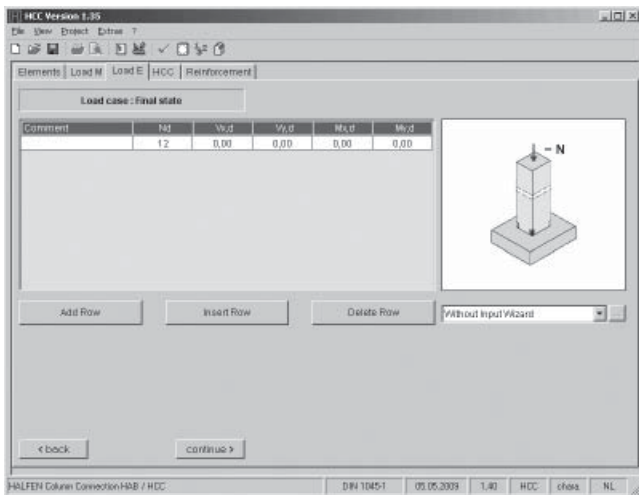 HCC Version 1.35
File View Project Extras ?
Elements Load M Load E HCC Reinforcement
Load case : Final state
Comment Nd Vx,d Vy,d Mx,d My,d
12 0,00 0,00 0,00 0,00
- N
Add Row Insert Row Delete Row Without Input Wizard
< back continue >
HALFEN Column Connection HAB / HCC DIN 1045-1 05.05.2009 1,40 HCC NL